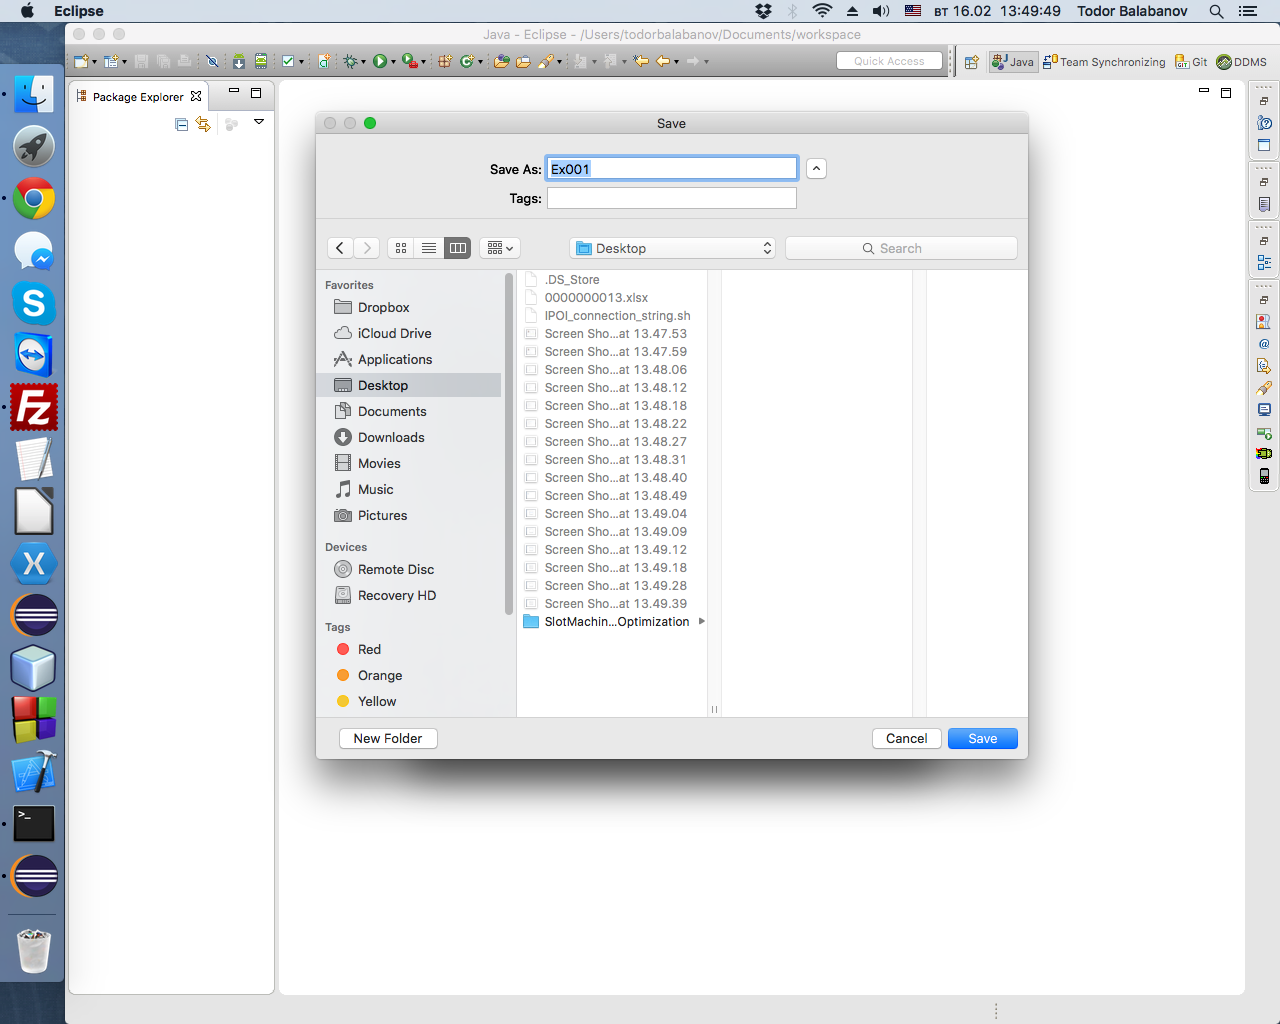 Eclipse
вт 16.02 13:49:49 Todor Balabanov
Java - Eclipse - /Users/todorbalabanov/Documents/workspace
Quick Access
Java
Team Synchronizing
Git
DDMS
Package Explorer
Save
Save As: Ex001
Tags:
Desktop
Search
Favorites
Dropbox
iCloud Drive
Applications
Desktop
Documents
Downloads
Movies
Music
Pictures
Devices
Remote Disc
Recovery HD
Tags
Red
Orange
Yellow
.DS_Store
0000000013.xlsx
IPOI_connection_string.sh
Screen Sho...at 13.47.53
Screen Sho...at 13.47.59
Screen Sho...at 13.48.06
Screen Sho...at 13.48.12
Screen Sho...at 13.48.18
Screen Sho...at 13.48.22
Screen Sho...at 13.48.27
Screen Sho...at 13.48.31
Screen Sho...at 13.48.40
Screen Sho...at 13.48.49
Screen Sho...at 13.49.04
Screen Sho...at 13.49.09
Screen Sho...at 13.49.12
Screen Sho...at 13.49.18
Screen Sho...at 13.49.28
Screen Sho...at 13.49.39
SlotMachin...Optimization
New Folder
Cancel
Save